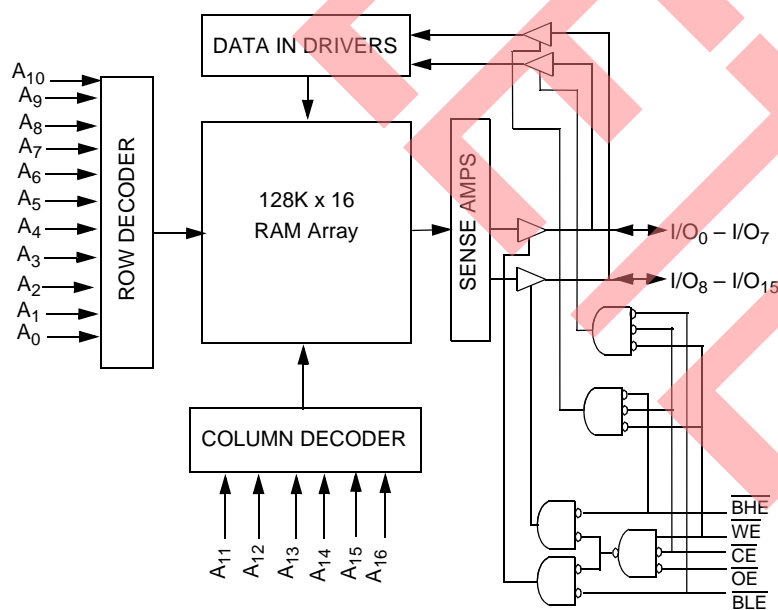 DATA IN DRIVERS
A10
A9
A8
A7
A6
A5
A4
A3
A2
A1
A0
ROW DECODER
128K x 16
RAM Array
SENSE AMPS
I/O0 – I/O7
I/O8 – I/O15
COLUMN DECODER
A11
A12
A13
A14
A15
A16
BHE
WE
CE
OE
BLE